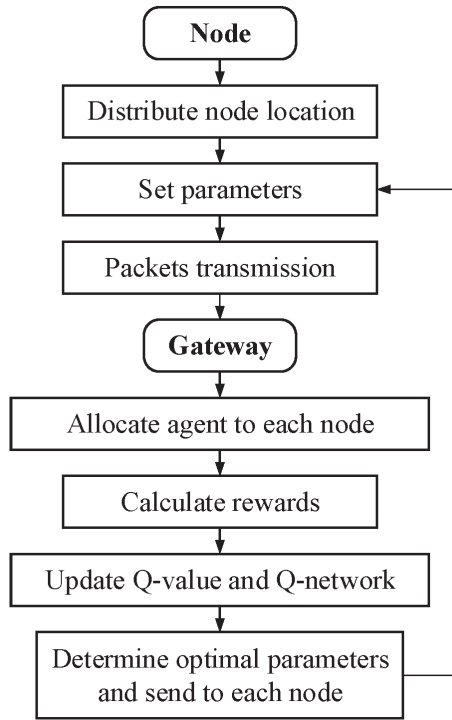 Node
Distribute node location
Set parameters
Packets transmission
Gateway
Allocate agent to each node
Calculate rewards
Update Q-value and Q-network
Determine optimal parameters
and send to each node